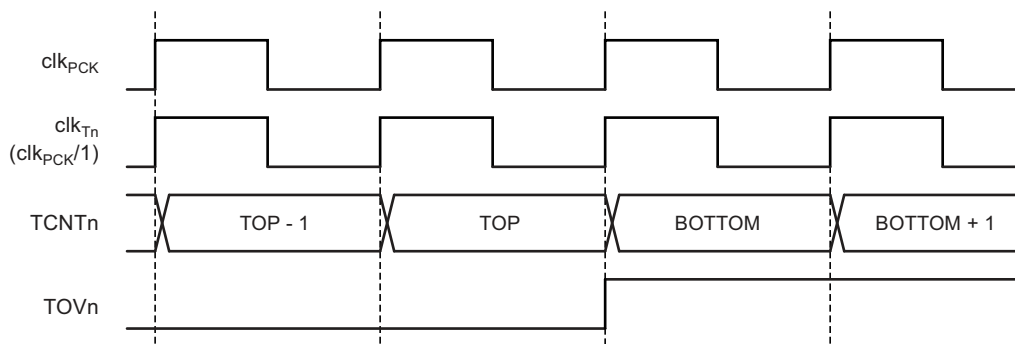 clkPCK
clkTn
(clkPCK/1)
TCNTn
TOP - 1
TOP
BOTTOM
BOTTOM + 1
TOVn